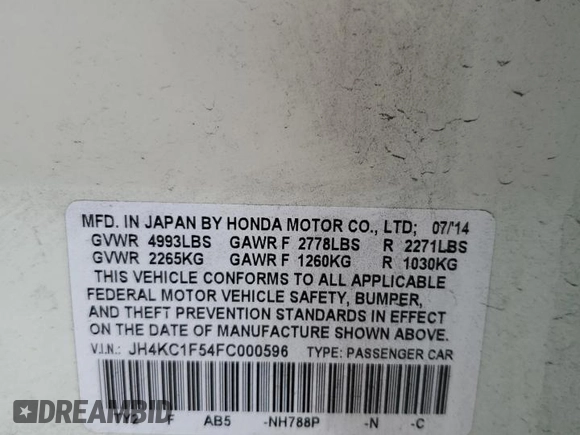 MFD. IN JAPAN BY HONDA MOTOR CO., LTD; 07/'14
GVWR 4993LBS GAWR F 2778LBS R 2271LBS
GVWR 2265KG GAWR F 1260KG R 1030KG
THIS VEHICLE CONFORMS TO ALL APPLICABLE
FEDERAL MOTOR VEHICLE SAFETY, BUMPER,
AND THEFT PREVENTION STANDARDS IN EFFECT
ON THE DATE OF MANUFACTURE SHOWN ABOVE.
V.I.N.: JH4KC1F54FC000596 TYPE: PASSENGER CAR
F AB5 -NH788P -N -C
DREAMBID